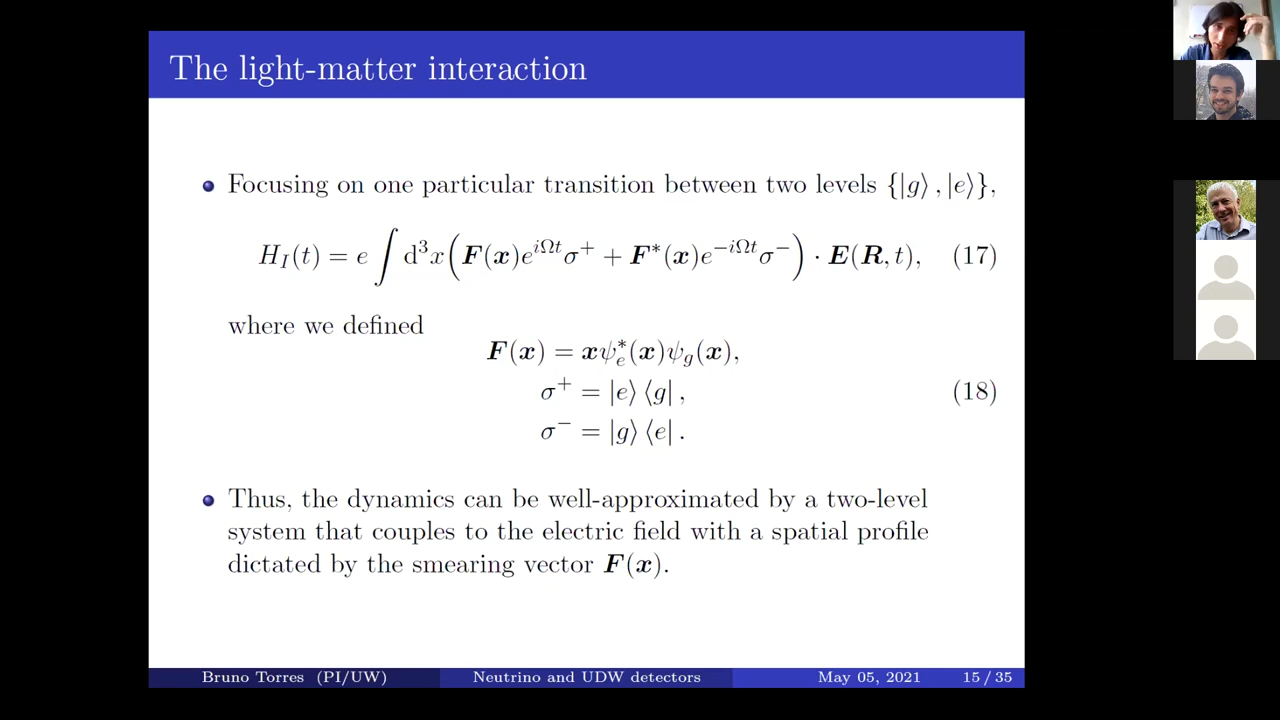 The light-matter interaction
Focusing on one particular transition between two levels {|g⟩ , |e⟩},
H_I(t) = e ∫ d³x(F(x)e^{iΩt}σ⁺ + F*(x)e^{−iΩt}σ⁻) · E(R, t), (17)
where we defined
F(x) = xψ_e^*(x)ψ_g(x),
σ⁺ = |e⟩ ⟨g| , (18)
σ⁻ = |g⟩ ⟨e| .
Thus, the dynamics can be well-approximated by a two-level
system that couples to the electric field with a spatial profile
dictated by the smearing vector F(x).
Bruno Torres (PI/UW) Neutrino and UDW detectors May 05, 2021 15 / 35